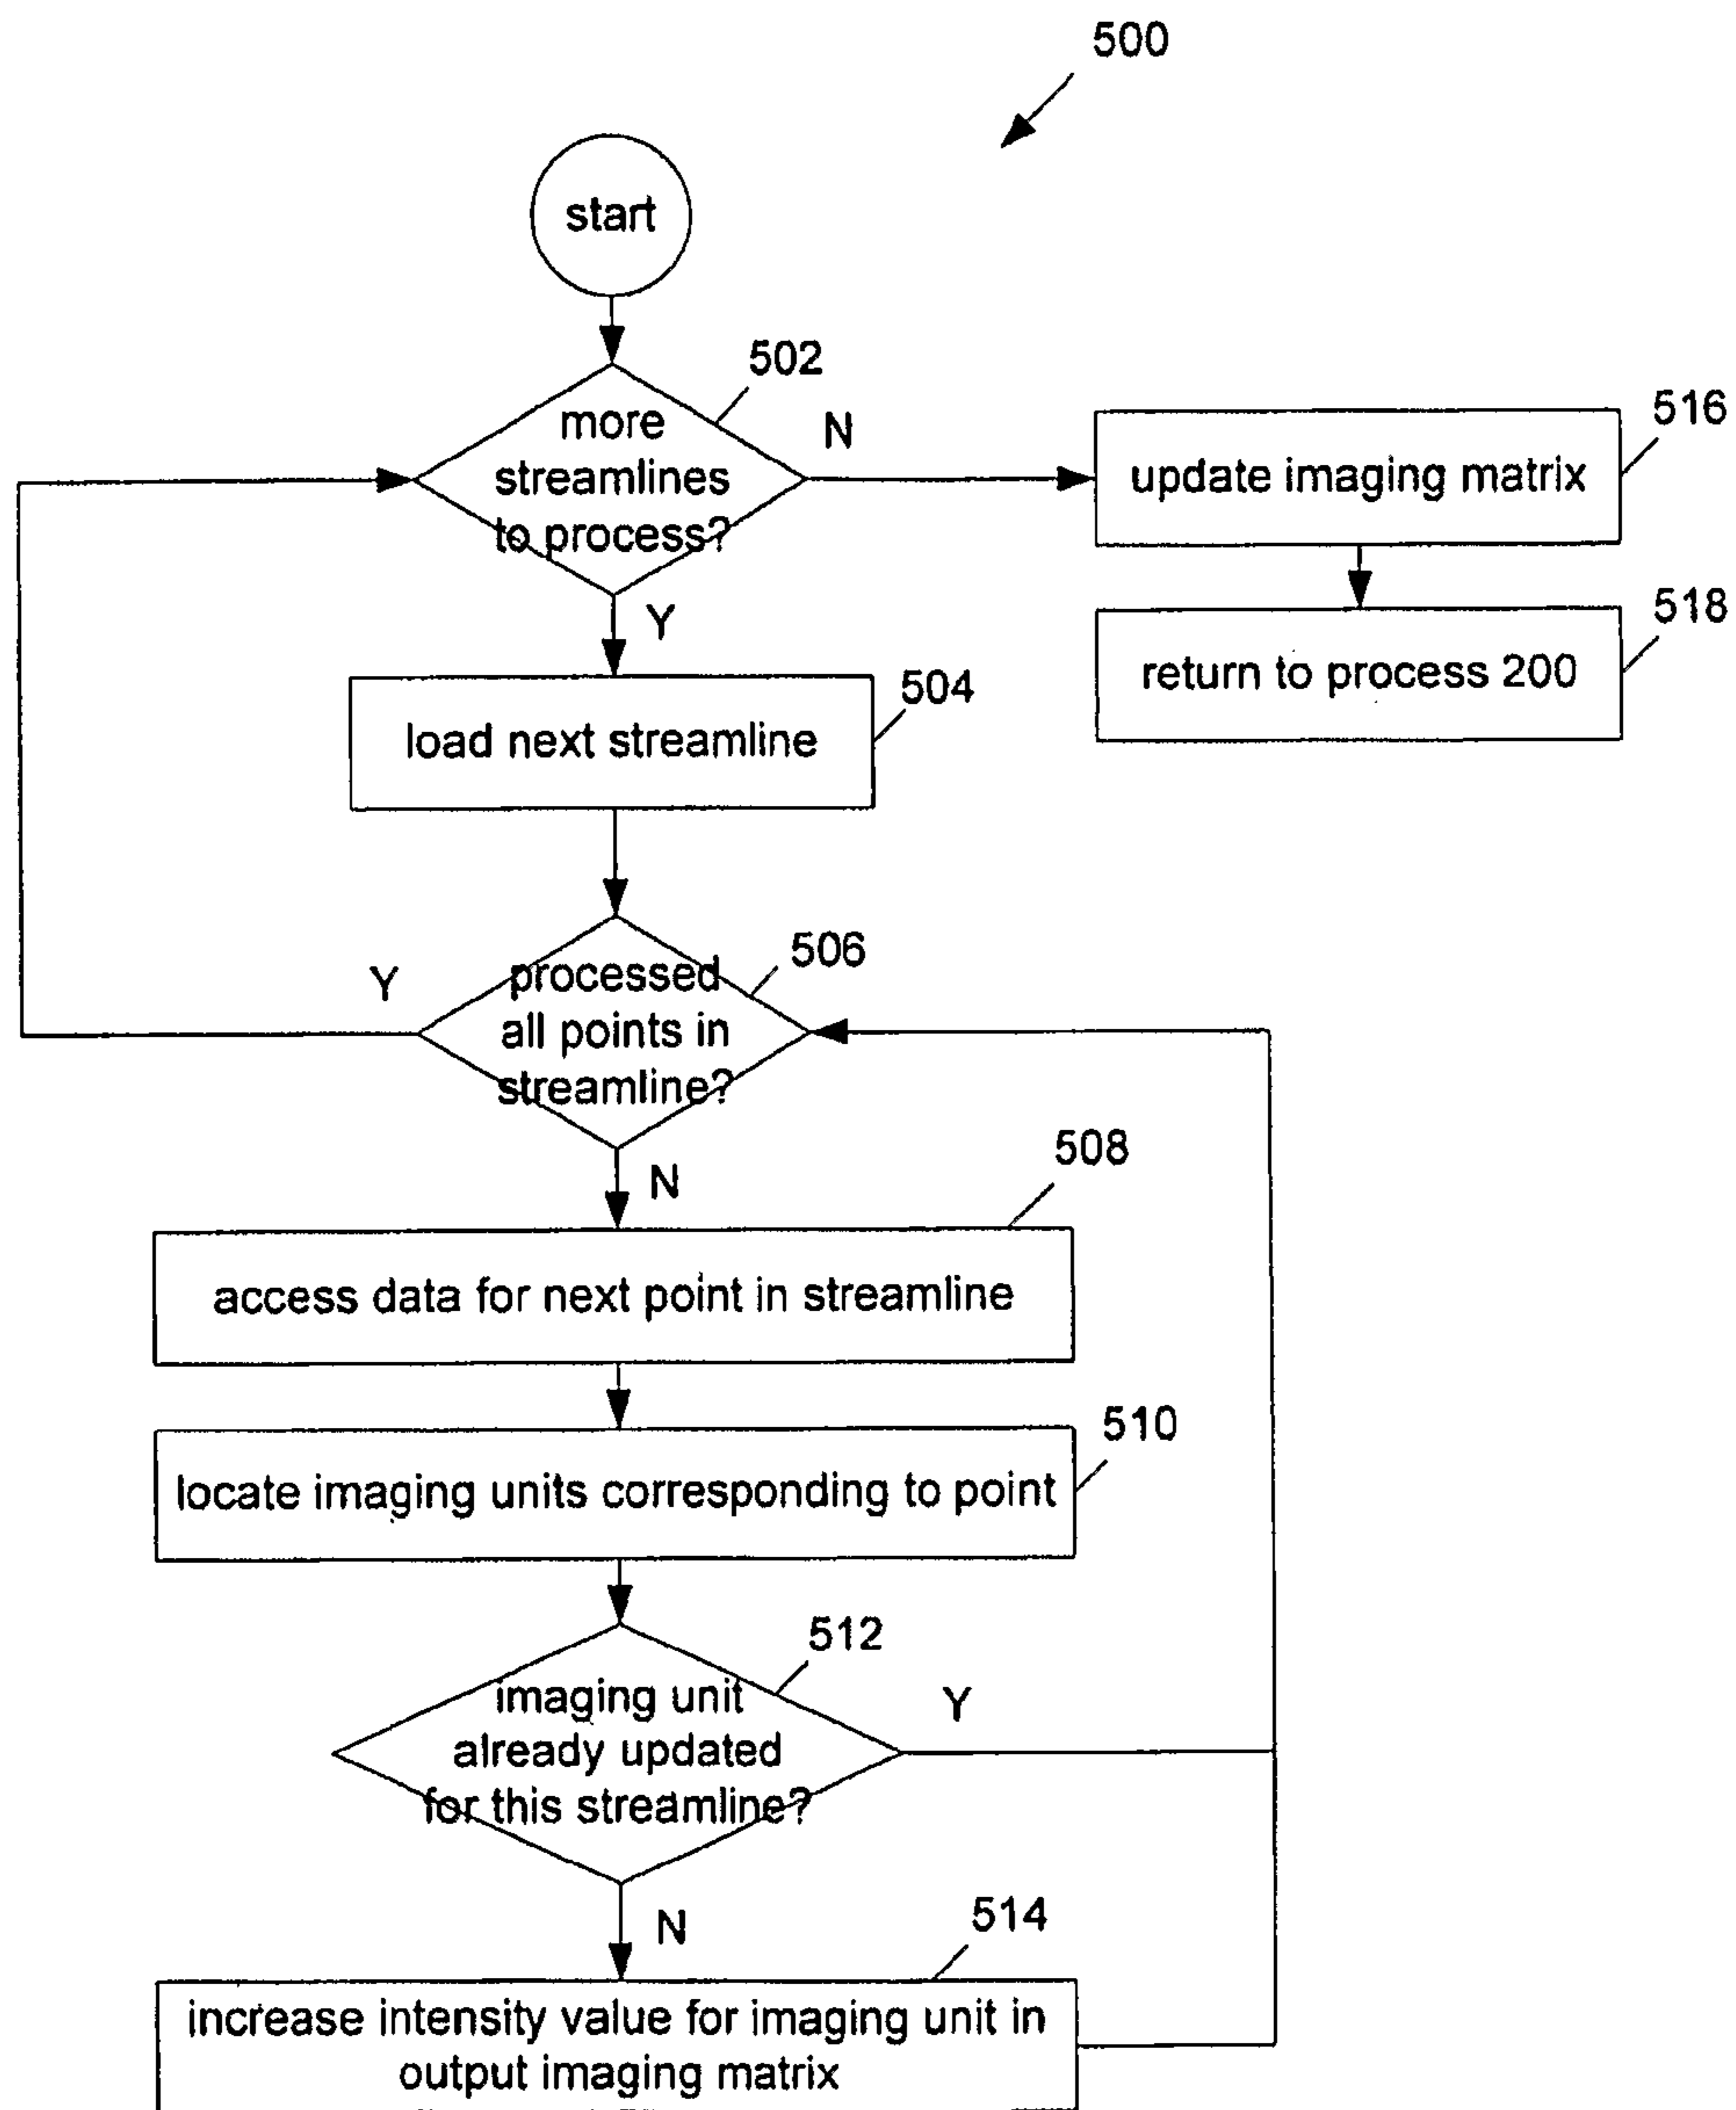 500
start
502
more
streamlines
to process?
N
516
update imaging matrix
Y
518
return to process 200
504
load next streamline
506
Y
processed
all points in
streamline?
N
508
access data for next point in streamline
510
locate imaging units corresponding to point
512
imaging unit
already updated
for this streamline?
Y
N
514
increase intensity value for imaging unit in
output imaging matrix